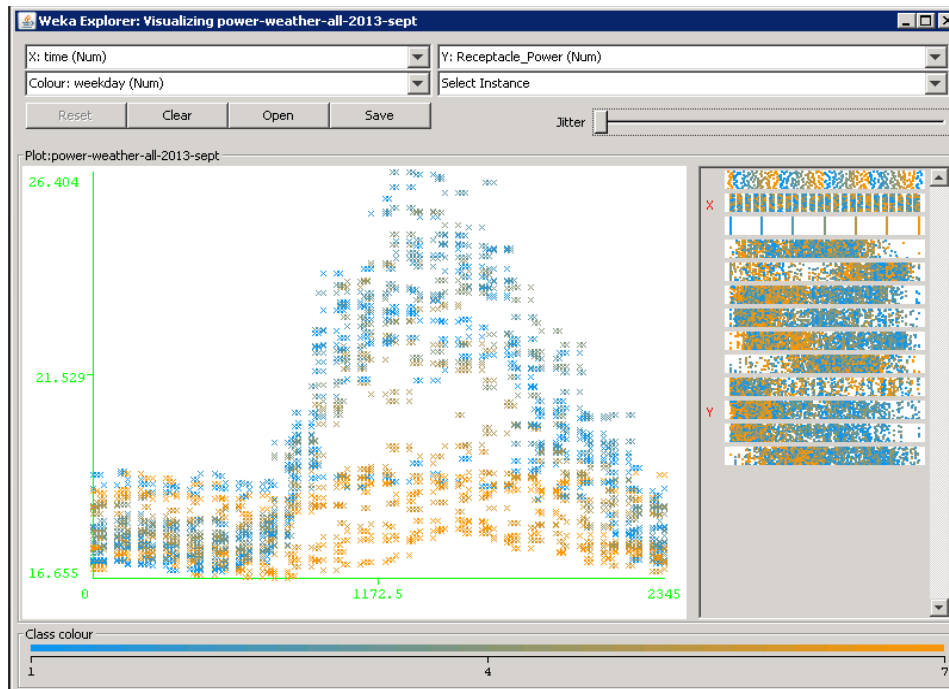 Weka Explorer: Visualizing power-weather-all-2013-sept
X: time (Num)
Y: Receptacle_Power (Num)
Colour: weekday (Num)
Select Instance
Reset
Clear
Open
Save
Jitter
Plot:power-weather-all-2013-sept
26.404
21.529
16.655
0
1172.5
2345
X
Y
Class colour
1
4
7